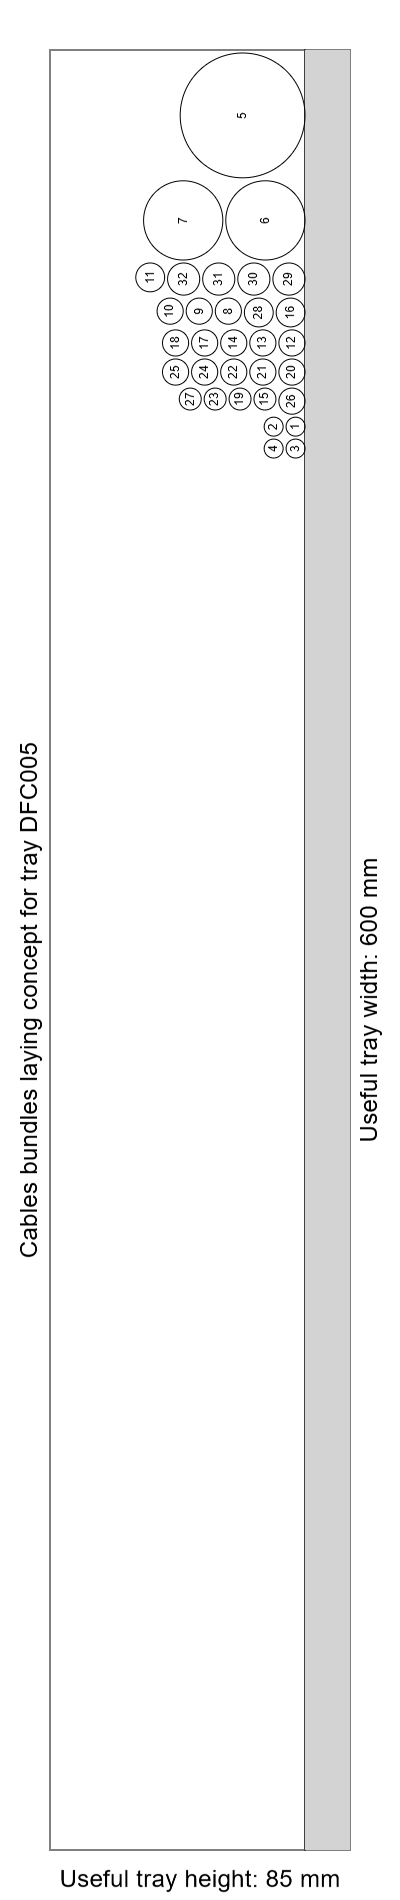 Cables bundles laying concept for tray DFC005
5
7 6
11 32 31 30 29
10 9 8 28 16
18 17 14 13 12
25 24 22 21 20
27 23 19 15 26
2 1
4 3
Useful tray width: 600 mm
Useful tray height: 85 mm